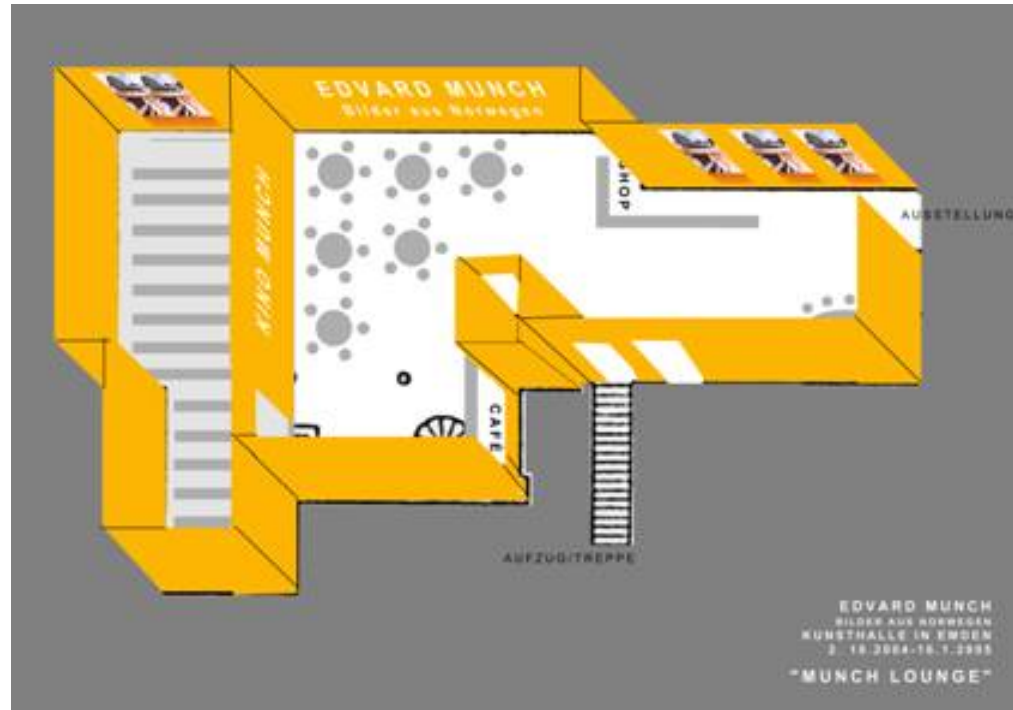 EDVARD MUNCH
Bilder aus Norwegen
KINO MUNCH
SHOP
AUSSTELLUNG
CAFE
AUFZUG/TREPPE
EDVARD MUNCH
BILDER AUS NORWEGEN
KUNSTHALLE IN EMDEN
2. 10.2004-16.1.2005
"MUNCH LOUNGE"